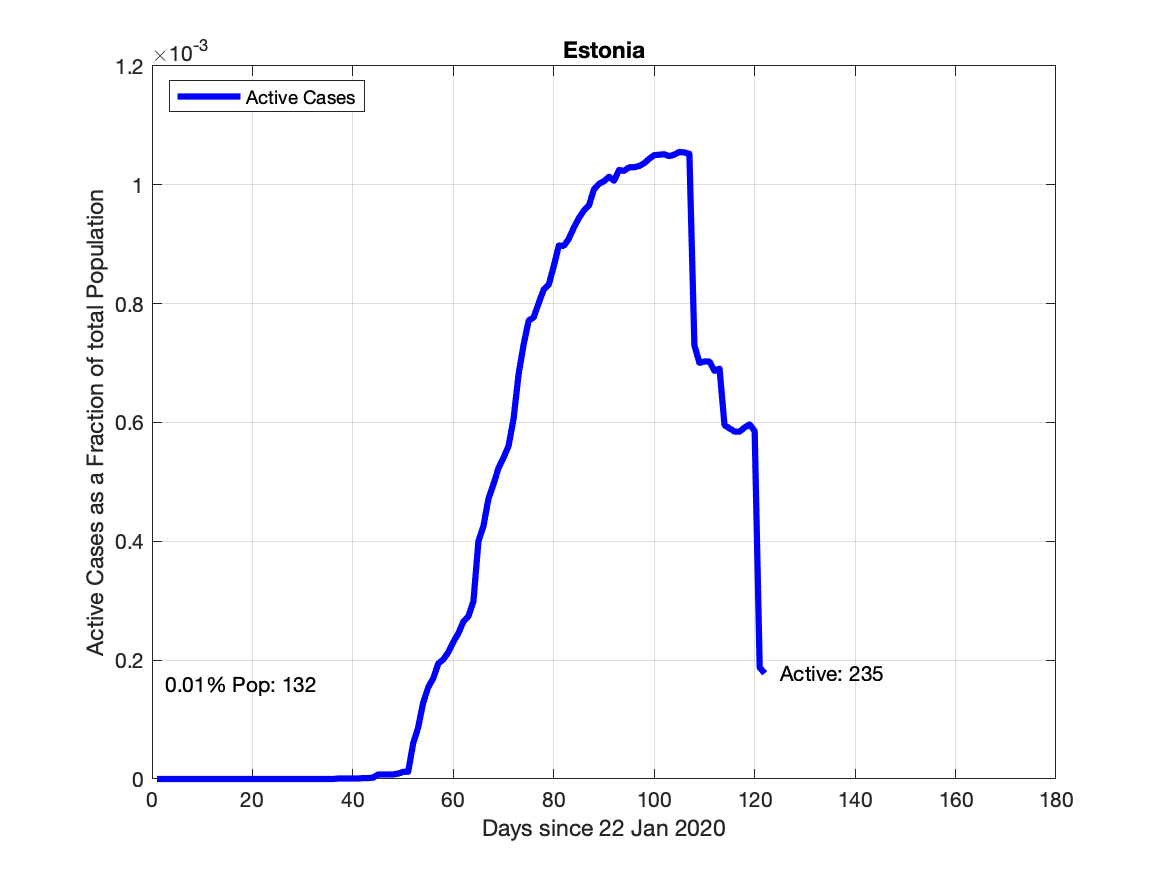 Estonia
×10-3
Active Cases
1.2
1
0.8
0.6
0.4
0.2
0
Active Cases as a Fraction of total Population
0.01% Pop: 132
Active: 235
0 20 40 60 80 100 120 140 160 180
Days since 22 Jan 2020